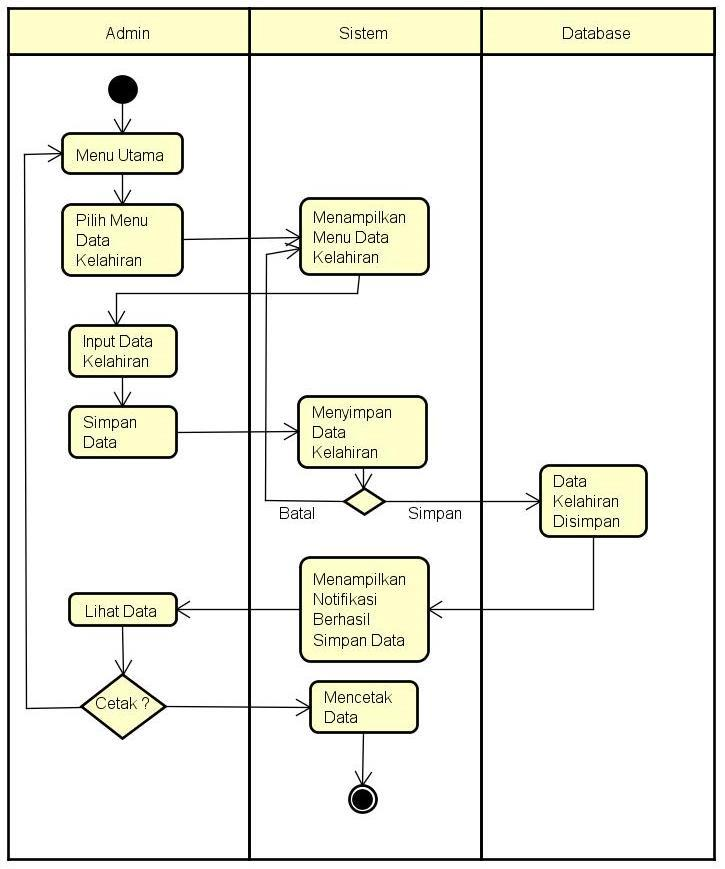 Admin
Sistem
Database
Menu Utama
Pilih Menu
Data
Kelahiran
Menampilkan
Menu Data
Kelahiran
Input Data
Kelahiran
Simpan
Data
Menyimpan
Data
Kelahiran
Batal
Simpan
Data
Kelahiran
Disimpan
Menampilkan
Notifikasi
Berhasil
Simpan Data
Lihat Data
Cetak ?
Mencetak
Data